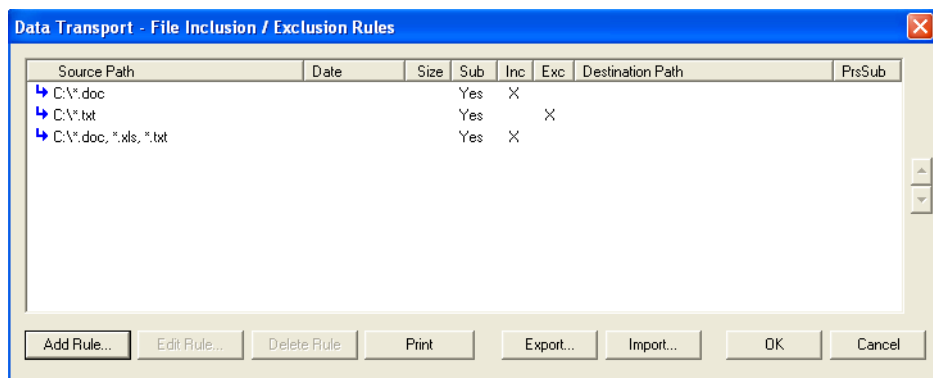 Data Transport - File Inclusion / Exclusion Rules
Source Path Date Size Sub Inc Exc Destination Path PrsSub
C:\*.doc Yes X
C:\*.txt Yes X
C:\*.doc, *.xls, *.txt Yes X
Add Rule... Edit Rule... Delete Rule Print Export... Import... OK Cancel